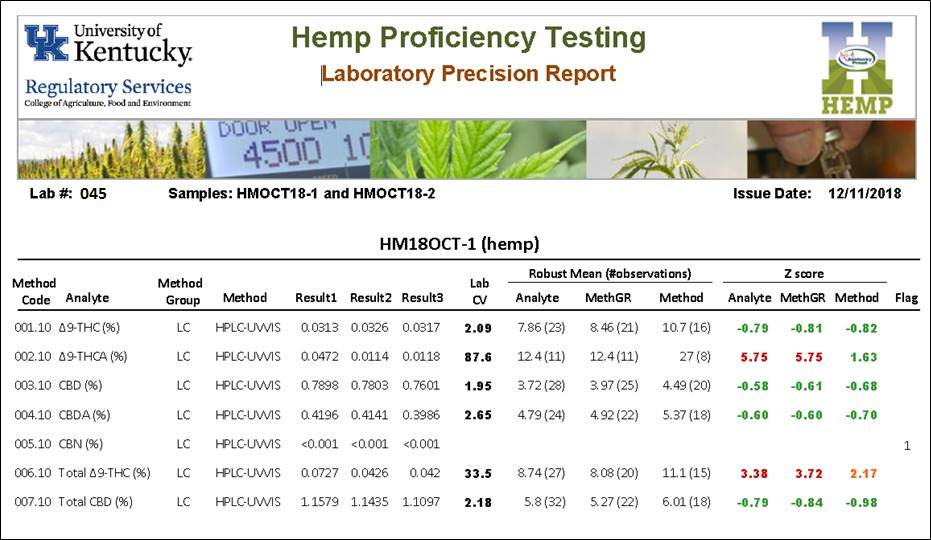 University of
Kentucky.
Regulatory Services
College of Agriculture, Food and Environment
Hemp Proficiency Testing
Laboratory Precision Report
Kentucky
Proud
HEMP
DOOR OPEN
4500 10
Lab #: 045 Samples: HMOCT18-1 and HMOCT18-2 Issue Date: 12/11/2018
HM18OCT-1 (hemp)
Robust Mean (#observations) Z score
Method Code Analyte Method Group Method Result1 Result2 Result3 Lab CV Analyte MethGR Method Analyte MethGR Method Flag
001.10 Δ9-THC (%) LC HPLC-UVVIS 0.0313 0.0326 0.0317 2.09 7.86 (23) 8.46 (21) 10.7 (16) -0.79 -0.81 -0.82
002.10 Δ9-THCA (%) LC HPLC-UVVIS 0.0472 0.0114 0.0118 87.6 12.4 (11) 12.4 (11) 27 (8) 5.75 5.75 1.63
003.10 CBD (%) LC HPLC-UVVIS 0.7898 0.7803 0.7601 1.95 3.72 (28) 3.97 (25) 4.49 (20) -0.58 -0.61 -0.68
004.10 CBDA (%) LC HPLC-UVVIS 0.4196 0.4141 0.3986 2.65 4.79 (24) 4.92 (22) 5.37 (18) -0.60 -0.60 -0.70
005.10 CBN (%) LC HPLC-UVVIS <0.001 <0.001 <0.001 1
006.10 Total Δ9-THC (%) LC HPLC-UVVIS 0.0727 0.0426 0.042 33.5 8.74 (27) 8.08 (20) 11.1 (15) 3.38 3.72 2.17
007.10 Total CBD (%) LC HPLC-UVVIS 1.1579 1.1435 1.1097 2.18 5.8 (32) 5.27 (22) 6.01 (18) -0.79 -0.84 -0.98